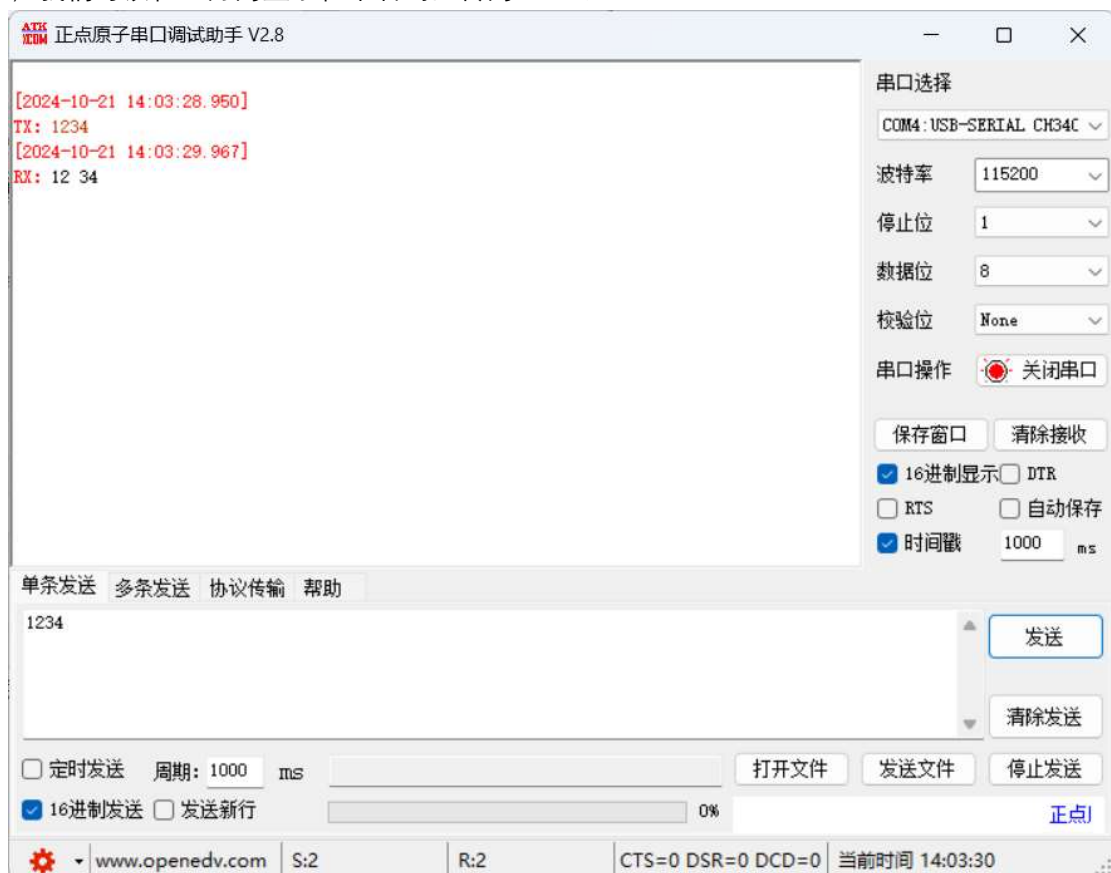 ATK XCOM 正点原子串口调试助手 V2.8
[2024-10-21 14:03:28.950]
TX: 1234
[2024-10-21 14:03:29.967]
RX: 12 34
串口选择
COM4:USB-SERIAL CH34C
波特率 115200
停止位 1
数据位 8
校验位 None
串口操作 关闭串口
保存窗口 清除接收
16进制显示 DTR
RTS 自动保存
时间戳 1000 ms
单条发送 多条发送 协议传输 帮助
1234
发送
清除发送
定时发送 周期: 1000 ms 打开文件 发送文件 停止发送
16进制发送 发送新行 0% 正点
www.openedv.com S:2 R:2 CTS=0 DSR=0 DCD=0 当前时间 14:03:30